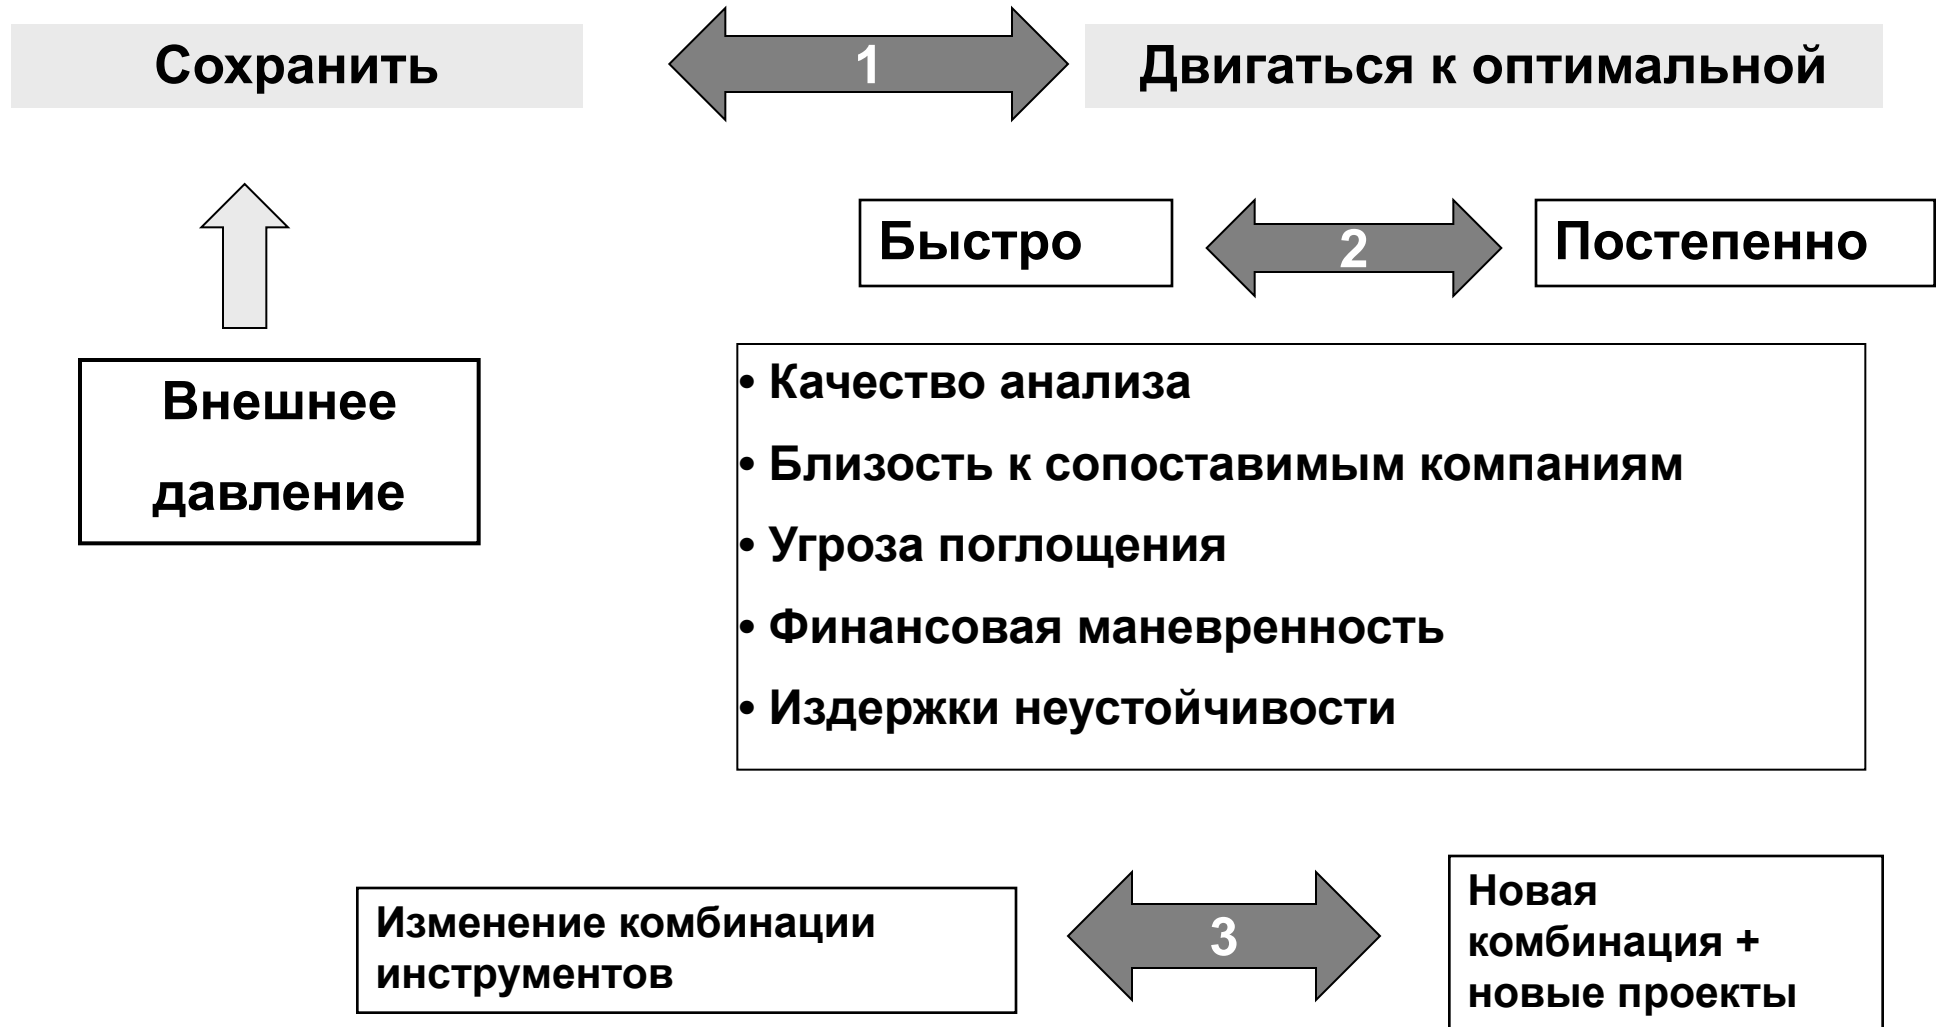 Сохранить
1
Двигаться к оптимальной
Быстро
2
Постепенно
Внешнее
давление
• Качество анализа
• Близость к сопоставимым компаниям
• Угроза поглощения
• Финансовая маневренность
• Издержки неустойчивости
Изменение комбинации
инструментов
3
Новая
комбинация +
новые проекты